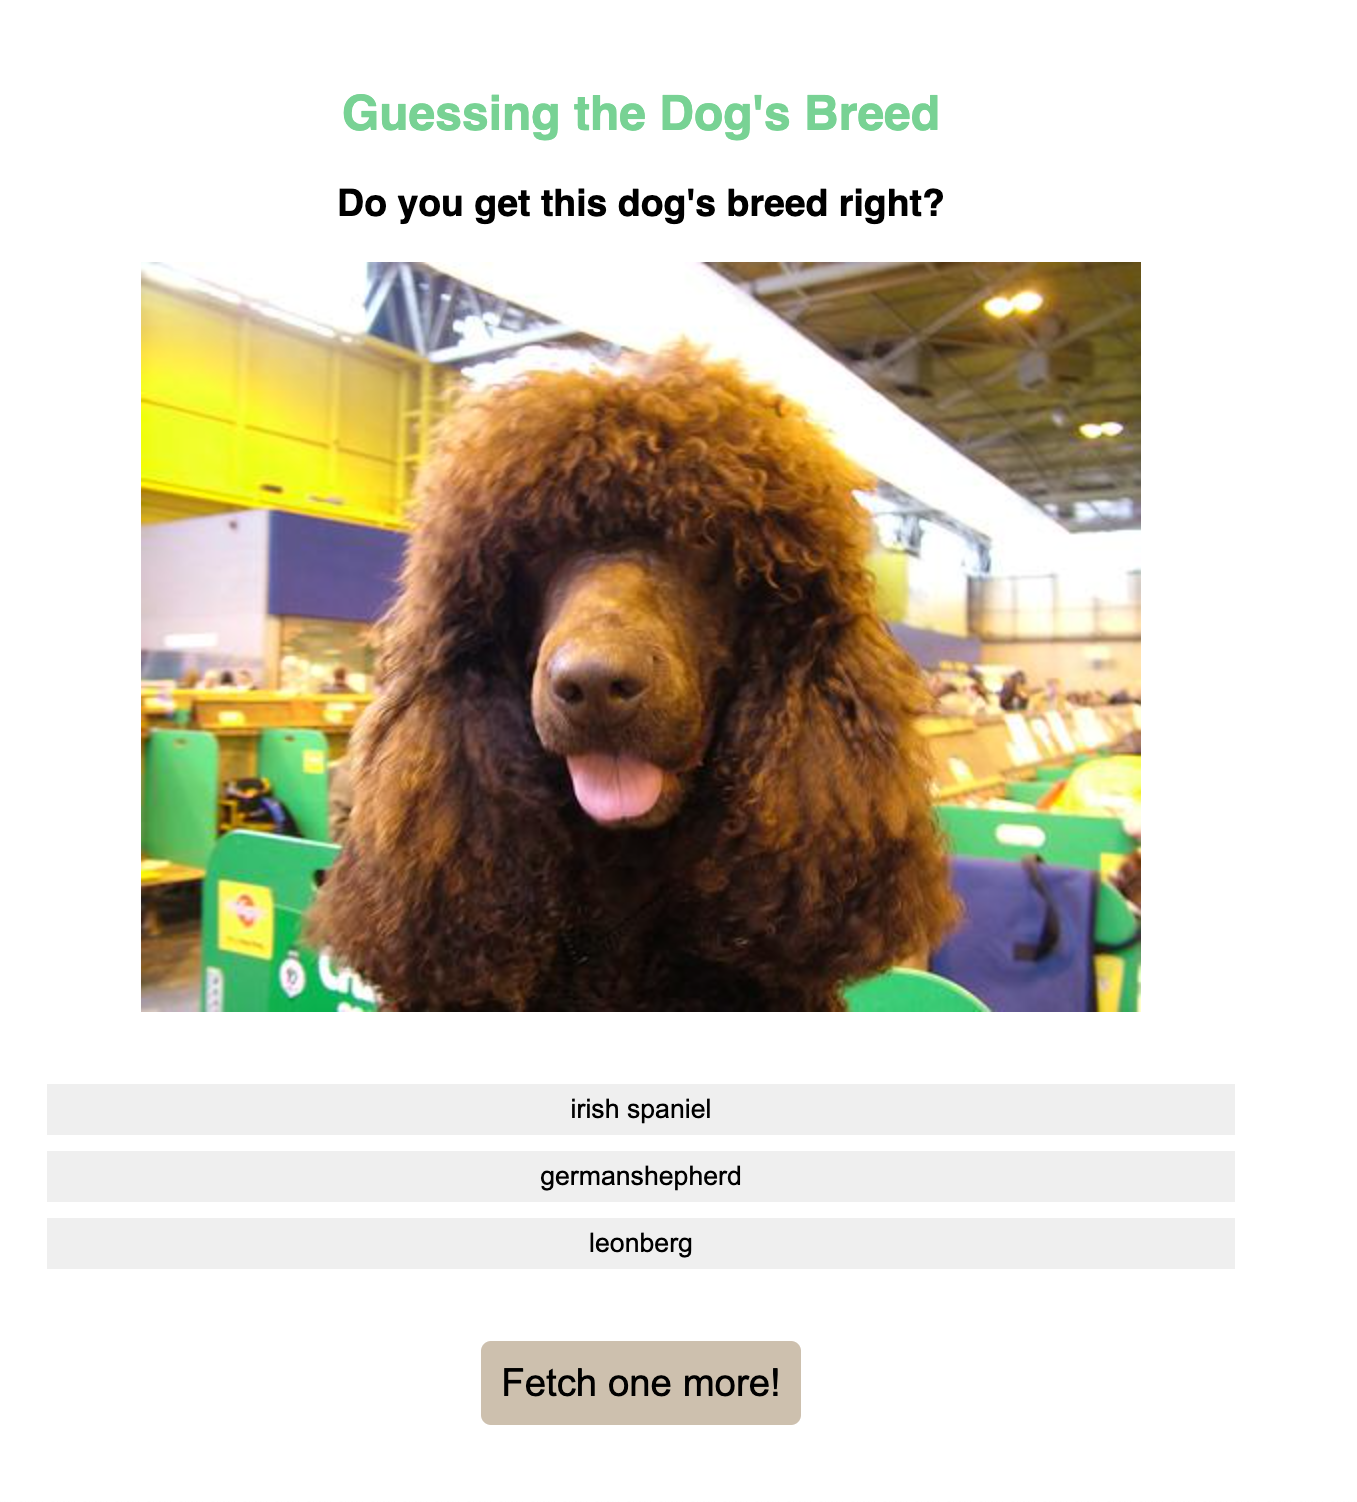 Guessing the Dog's Breed
Do you get this dog's breed right?
irish spaniel
germanshepherd
leonberg
Fetch one more!